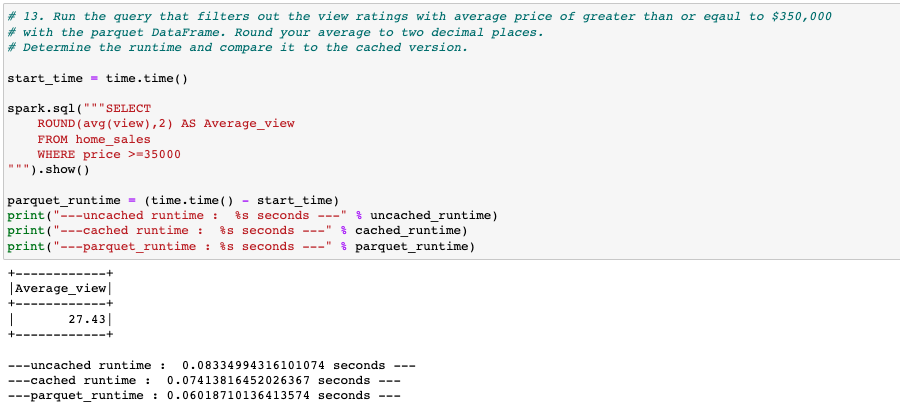 # 13. Run the query that filters out the view ratings with average price of greater than or eqaul to $350,000
# with the parquet DataFrame. Round your average to two decimal places.
# Determine the runtime and compare it to the cached version.

start_time = time.time()

spark.sql("""SELECT
    ROUND(avg(view),2) AS Average_view
    FROM home_sales
    WHERE price >=35000
""").show()

parquet_runtime = (time.time() - start_time)
print("---uncached runtime :  %s seconds ---" % uncached_runtime)
print("---cached runtime :  %s seconds ---" % cached_runtime)
print("---parquet_runtime : %s seconds ---" % parquet_runtime)

+------------+
|Average_view|
+------------+
|       27.43|
+------------+

---uncached runtime :  0.08334994316101074 seconds ---
---cached runtime :  0.07413816452026367 seconds ---
---parquet_runtime : 0.06018710136413574 seconds ---